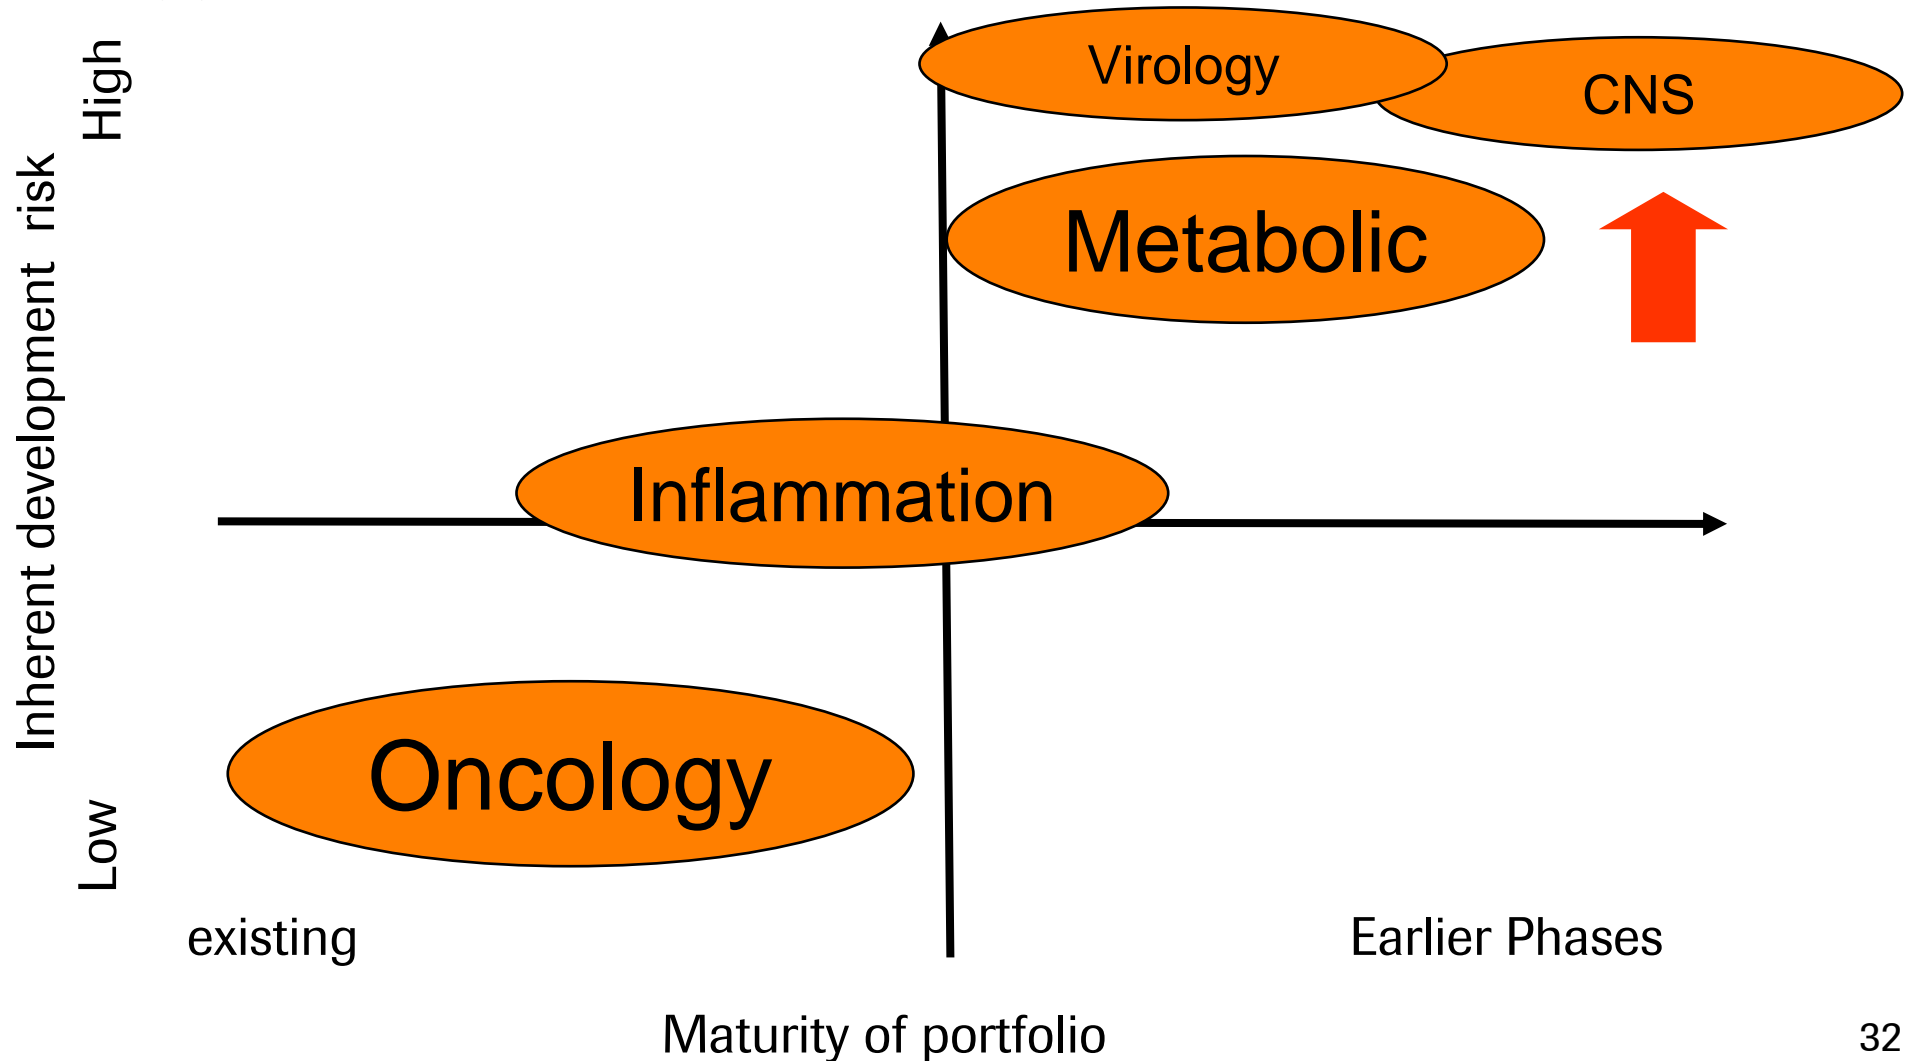 High
Inherent development risk
Low
Virology
CNS
Metabolic
Inflammation
Oncology
existing
Earlier Phases
Maturity of portfolio
32